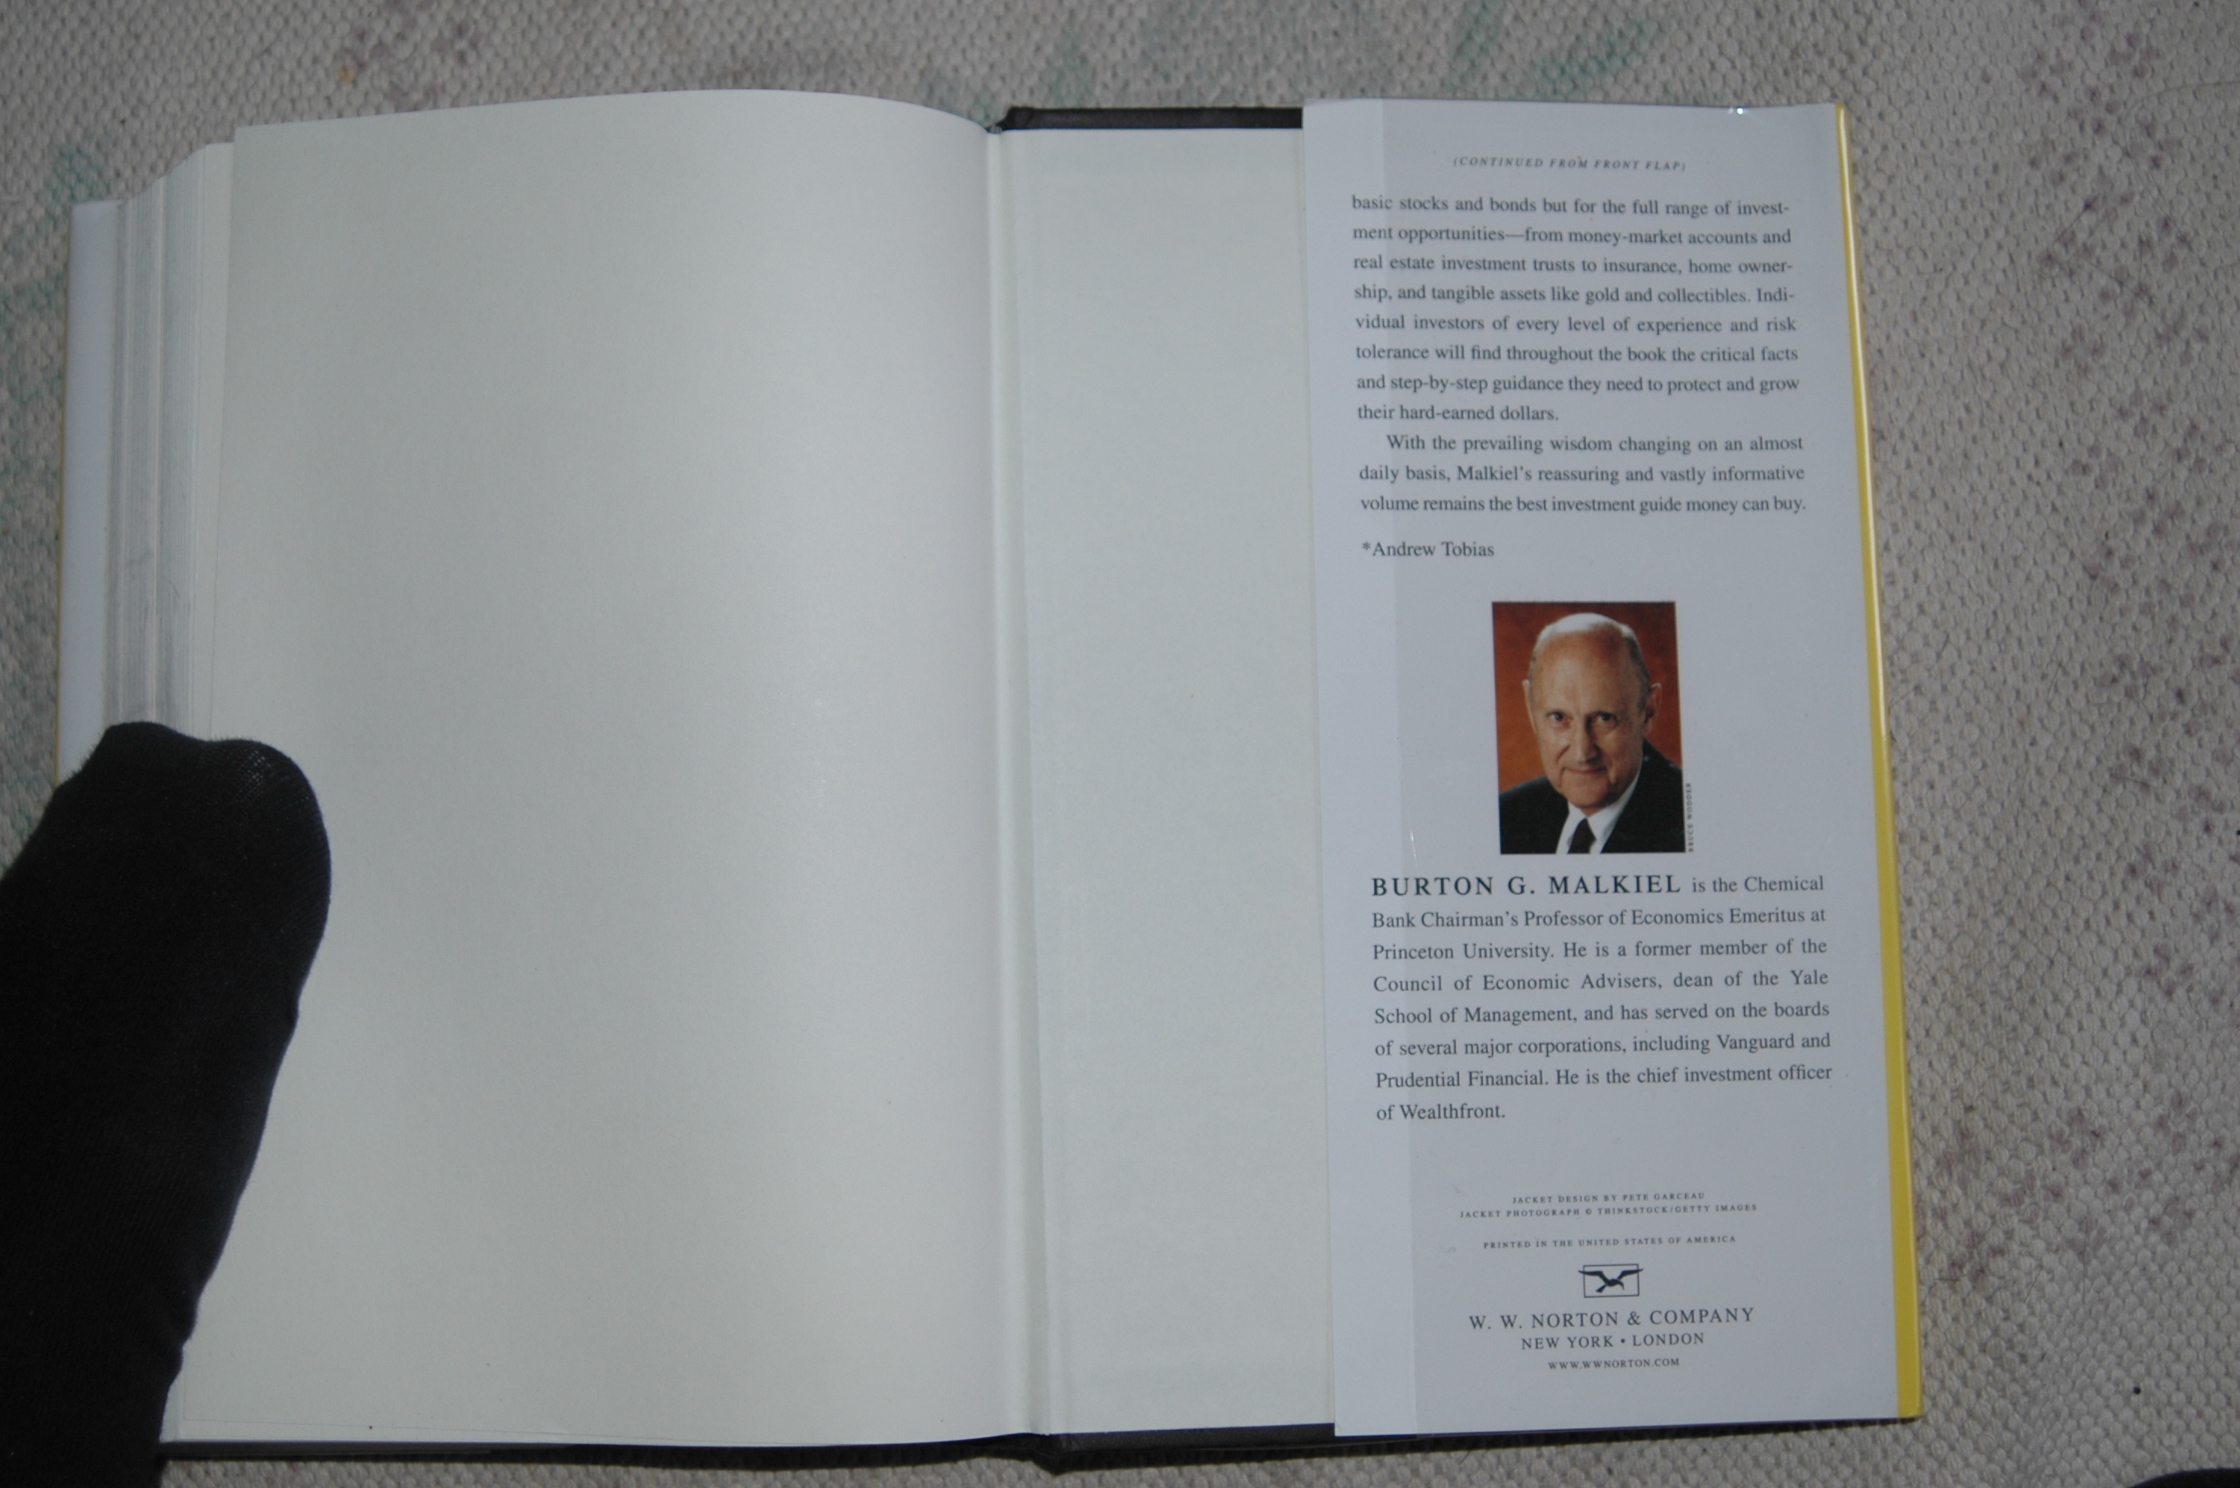 (CONTINUED FROM FRONT FLAP)
basic stocks and bonds but for the full range of invest-
ment opportunities—from money-market accounts and
real estate investment trusts to insurance, home owner-
ship, and tangible assets like gold and collectibles. Indi-
vidual investors of every level of experience and risk
tolerance will find throughout the book the critical facts
and step-by-step guidance they need to protect and grow
their hard-earned dollars.
With the prevailing wisdom changing on an almost
daily basis, Malkiel's reassuring and vastly informative
volume remains the best investment guide money can buy.
*Andrew Tobias
BRUCE WODDER
BURTON G. MALKIEL is the Chemical
Bank Chairman's Professor of Economics Emeritus at
Princeton University. He is a former member of the
Council of Economic Advisers, dean of the Yale
School of Management, and has served on the boards
of several major corporations, including Vanguard and
Prudential Financial. He is the chief investment officer
of Wealthfront.
JACKET DESIGN BY PETE GARCEAU
JACKET PHOTOGRAPH © THINKSTOCK/GETTY IMAGES
PRINTED IN THE UNITED STATES OF AMERICA
W. W. NORTON & COMPANY
NEW YORK • LONDON
WWW.WWNORTON.COM